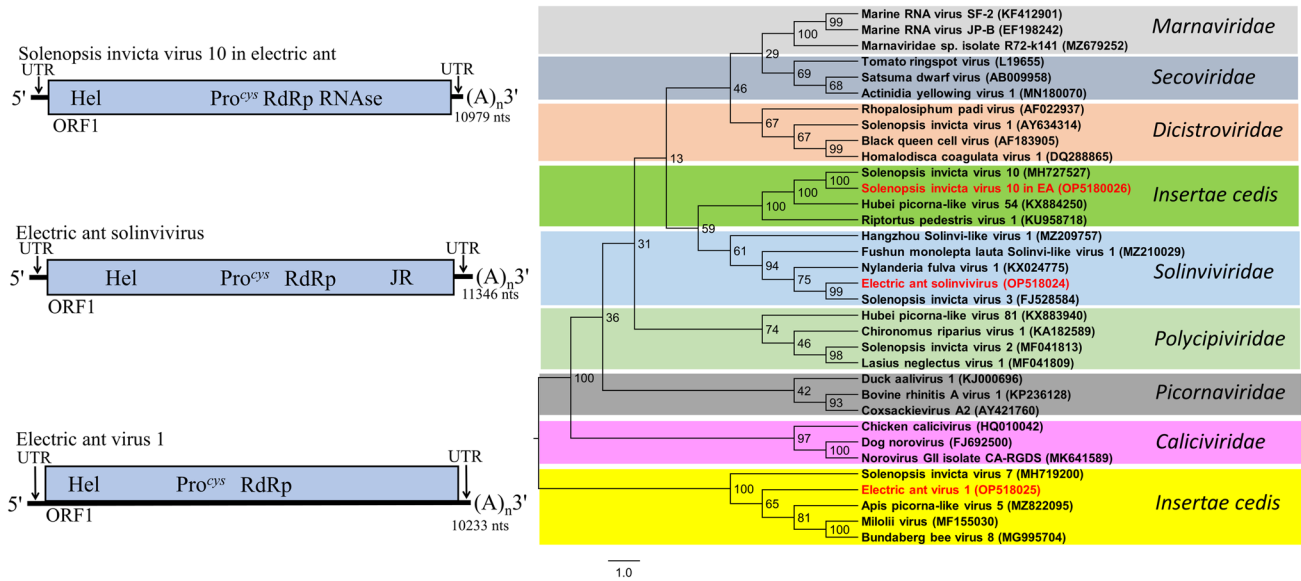 Solenopsis invicta virus 10 in electric ant
UTR UTR
5' Hel Pro^cys RdRp RNAse (A)n3'
ORF1 10979 nts
Electric ant solinvivirus
UTR UTR
5' Hel Pro^cys RdRp JR (A)n3'
ORF1 11346 nts
Electric ant virus 1
UTR UTR
5' Hel Pro^cys RdRp (A)n3'
ORF1 10233 nts
Marine RNA virus SF-2 (KF412901)
Marine RNA virus JP-B (EF198242)
Marnaviridae sp. isolate R72-k141 (MZ679252)
Marnaviridae
Tomato ringspot virus (L19655)
Satsuma dwarf virus (AB009958)
Actinidia yellowing virus 1 (MN180070)
Secoviridae
Rhopalosiphum padi virus (AF022937)
Solenopsis invicta virus 1 (AY634314)
Black queen cell virus (AF183905)
Homalodisca coagulata virus 1 (DQ288865)
Dicistroviridae
Solenopsis invicta virus 10 (MH727527)
Solenopsis invicta virus 10 in EA (OP5180026)
Hubei picorna-like virus 54 (KX884250)
Riptortus pedestris virus 1 (KU958718)
Insertae cedis
Hangzhou Solinvi-like virus 1 (MZ209757)
Fushun monolepta lauta Solinvi-like virus 1 (MZ210029)
Nylanderia fulva virus 1 (KX024775)
Electric ant solinvivirus (OP518024)
Solenopsis invicta virus 3 (FJ528584)
Solinviviridae
Hubei picorna-like virus 81 (KX883940)
Chironomus riparius virus 1 (KA182589)
Solenopsis invicta virus 2 (MF041813)
Lasius neglectus virus 1 (MF041809)
Polycipiviridae
Duck aalivirus 1 (KJ000696)
Bovine rhinitis A virus 1 (KP236128)
Coxsackievirus A2 (AY421760)
Picornaviridae
Chicken calicivirus (HQ010042)
Dog norovirus (FJ692500)
Norovirus GII isolate CA-RGDS (MK641589)
Caliciviridae
Solenopsis invicta virus 7 (MH719200)
Electric ant virus 1 (OP518025)
Apis picorna-like virus 5 (MZ822095)
Milolii virus (MF155030)
Bundaberg bee virus 8 (MG995704)
Insertae cedis
99
100
29
69
68
46
67
67
99
13
100
100
100
59
61
94
75
99
31
74
46
98
36
42
93
100
97
100
100
65
81
100
1.0